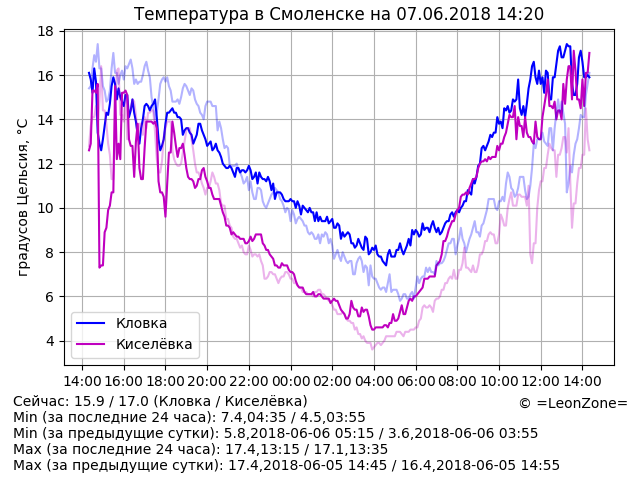 Температура в Смоленске на 07.06.2018 14:20
градусов Цельсия, °C
18
16
14
12
10
8
6
4
Кловка
Киселёвка
14:00 16:00 18:00 20:00 22:00 00:00 02:00 04:00 06:00 08:00 10:00 12:00 14:00
Сейчас: 15.9 / 17.0 (Кловка / Киселёвка)
© =LeonZone=
Min (за последние 24 часа): 7.4,04:35 / 4.5,03:55
Min (за предыдущие сутки): 5.8,2018-06-06 05:15 / 3.6,2018-06-06 03:55
Max (за последние 24 часа): 17.4,13:15 / 17.1,13:35
Max (за предыдущие сутки): 17.4,2018-06-05 14:45 / 16.4,2018-06-05 14:55